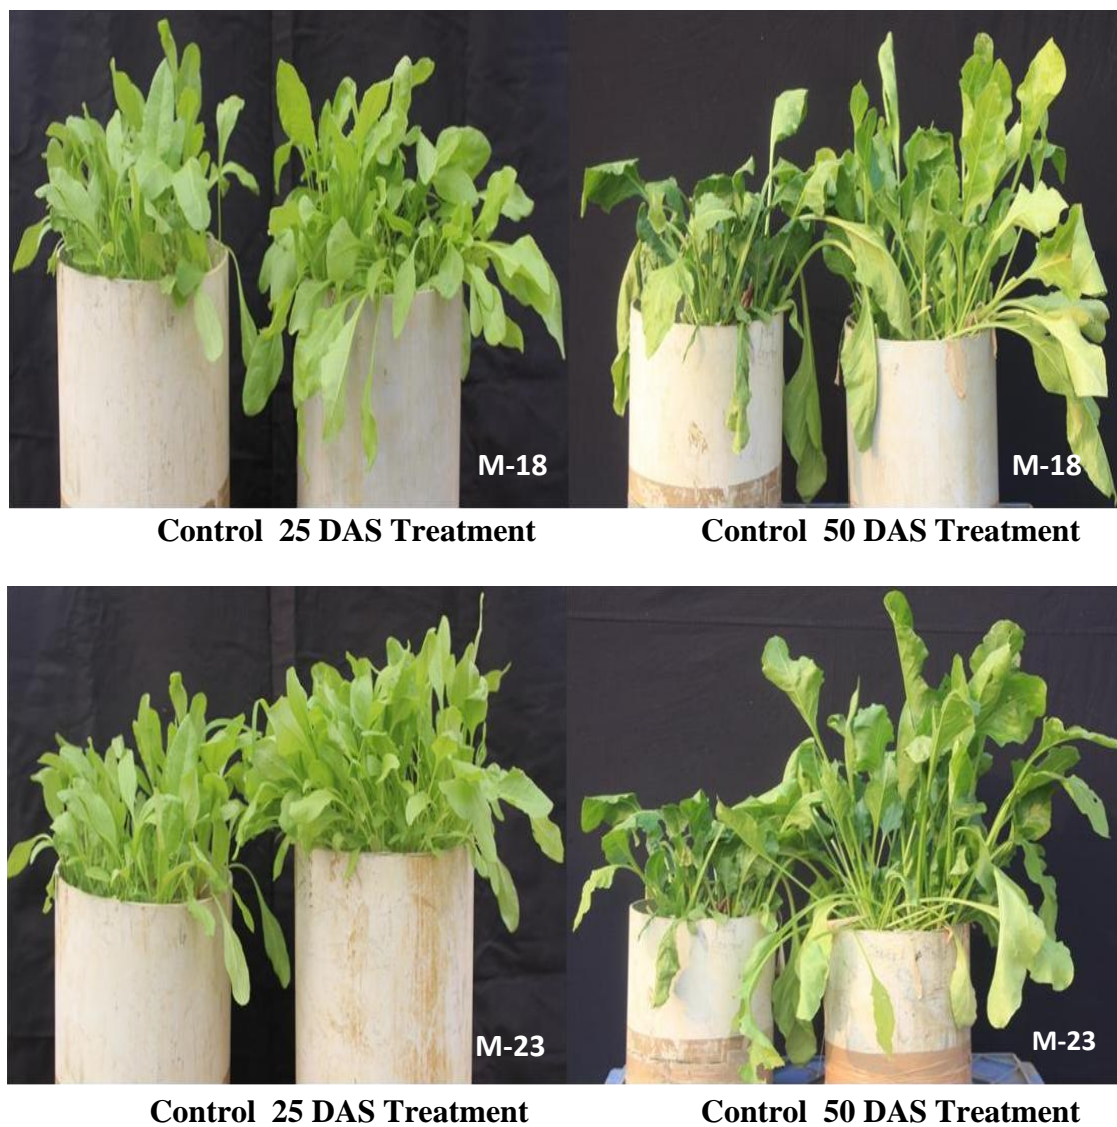 M-18
M-18
Control 25 DAS Treatment
Control 50 DAS Treatment
M-23
M-23
Control 25 DAS Treatment
Control 50 DAS Treatment